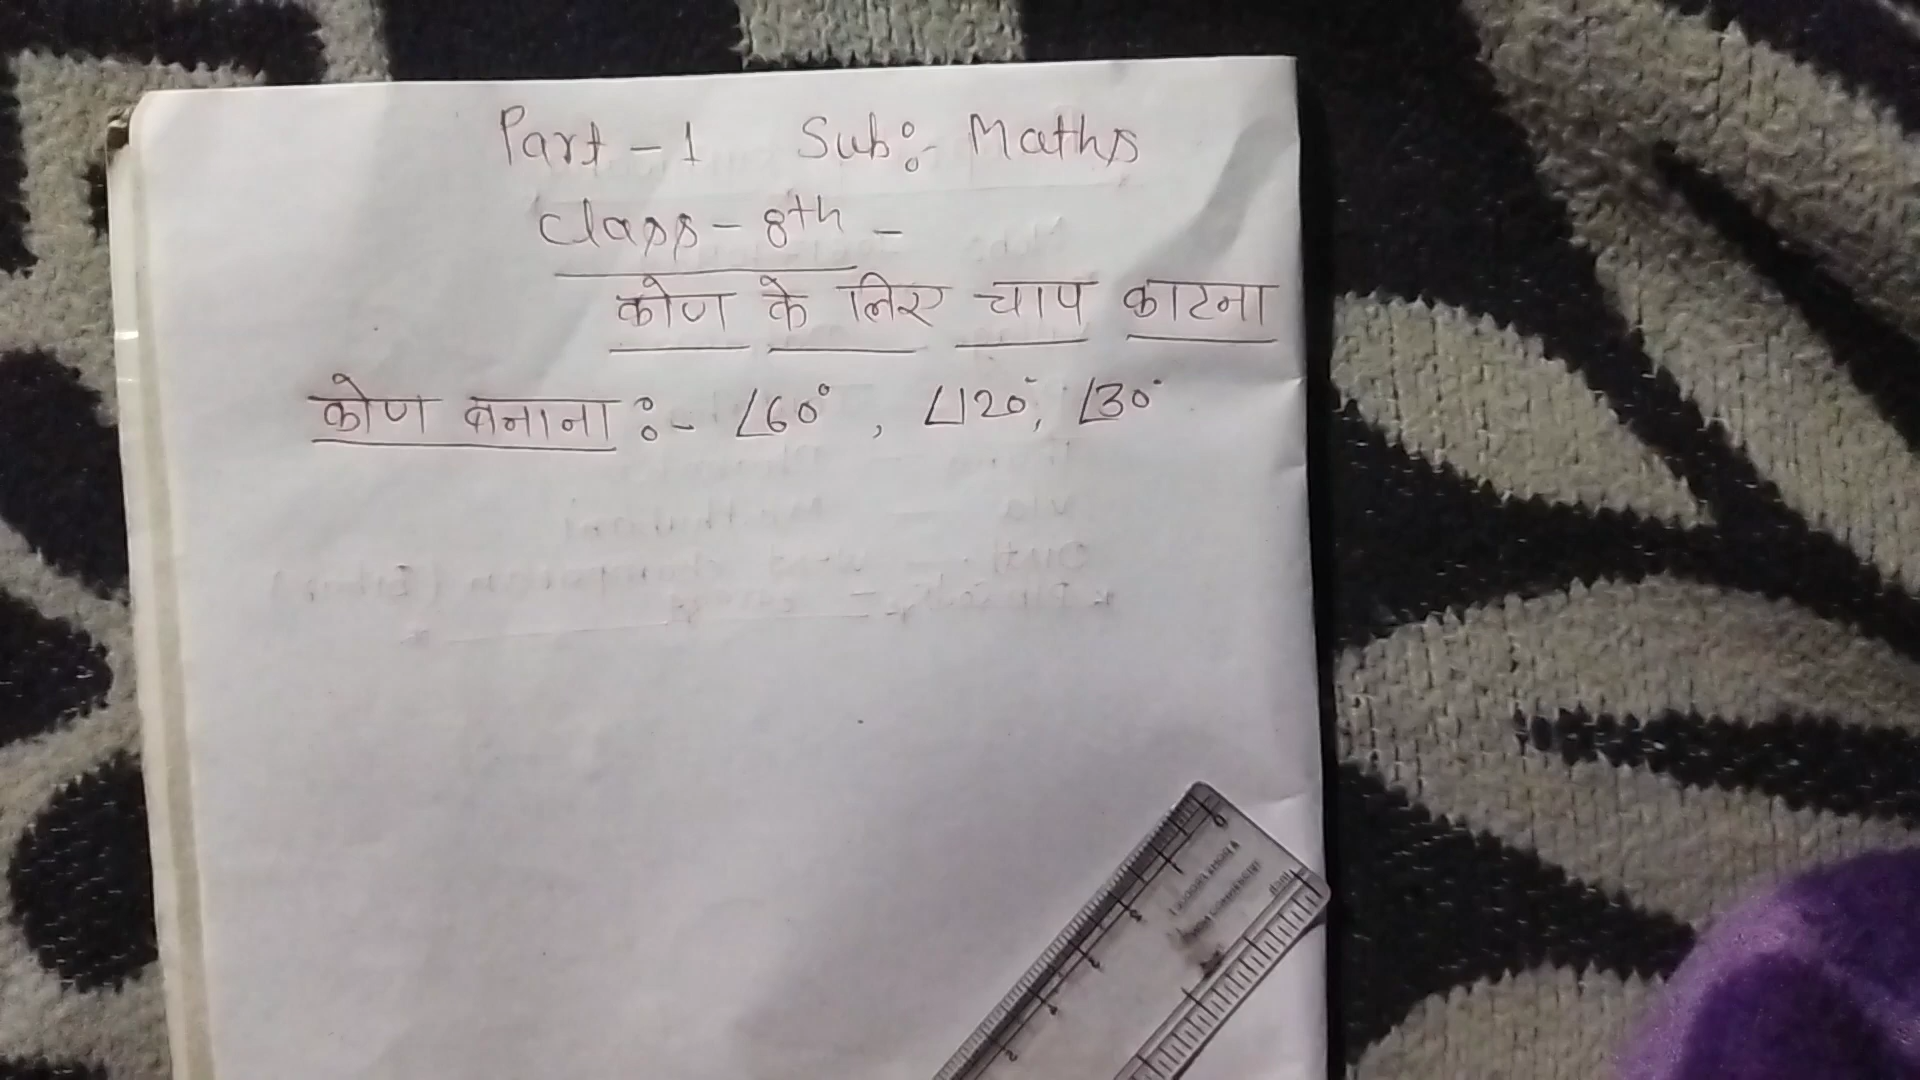 Part - 1 Sub:- Maths
Class - 8th -
कोण के लिए चाप काटना
कोण बनाना :- ∠60° , ∠120°, ∠30°